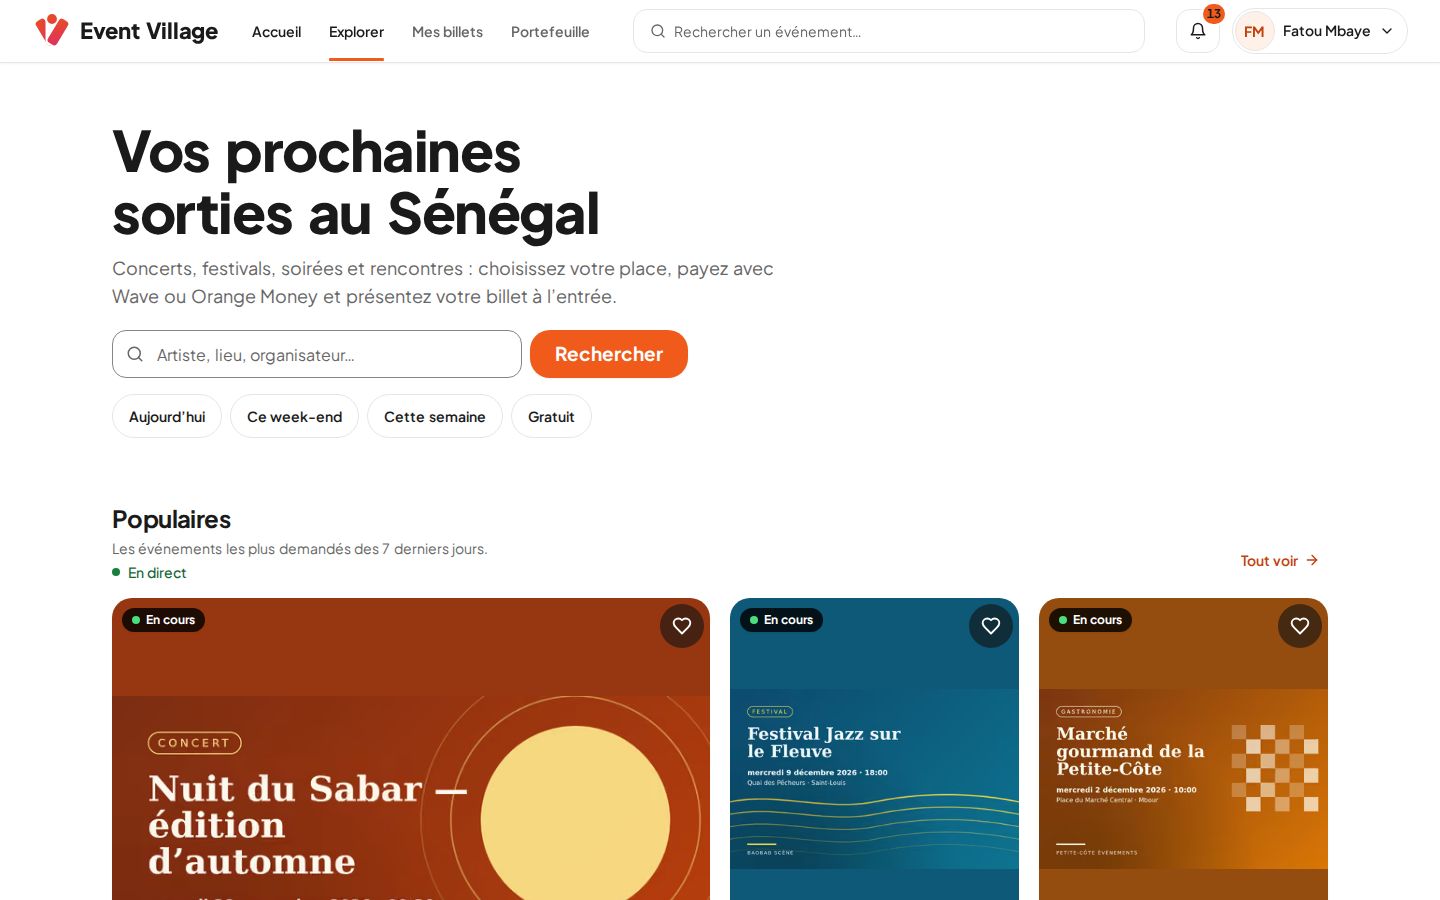 Event Village
Accueil
Explorer
Mes billets
Portefeuille
Rechercher un événement…
13
FM
Fatou Mbaye
Vos prochaines
sorties au Sénégal
Concerts, festivals, soirées et rencontres : choisissez votre place, payez avec
Wave ou Orange Money et présentez votre billet à l’entrée.
Artiste, lieu, organisateur…
Rechercher
Aujourd’hui
Ce week-end
Cette semaine
Gratuit
Populaires
Les événements les plus demandés des 7 derniers jours.
En direct
Tout voir
En cours
CONCERT
Nuit du Sabar —
édition
d’automne
En cours
FESTIVAL
Festival Jazz sur
le Fleuve
mercredi 9 décembre 2026 · 18:00
Quai des Pêcheurs · Saint-Louis
BAOBAB SCÈNE
En cours
GASTRONOMIE
Marché
gourmand de la
Petite-Côte
mercredi 2 décembre 2026 · 10:00
Place du Marché Central · Mbour
PETITE-CÔTE ÉVÉNEMENTS